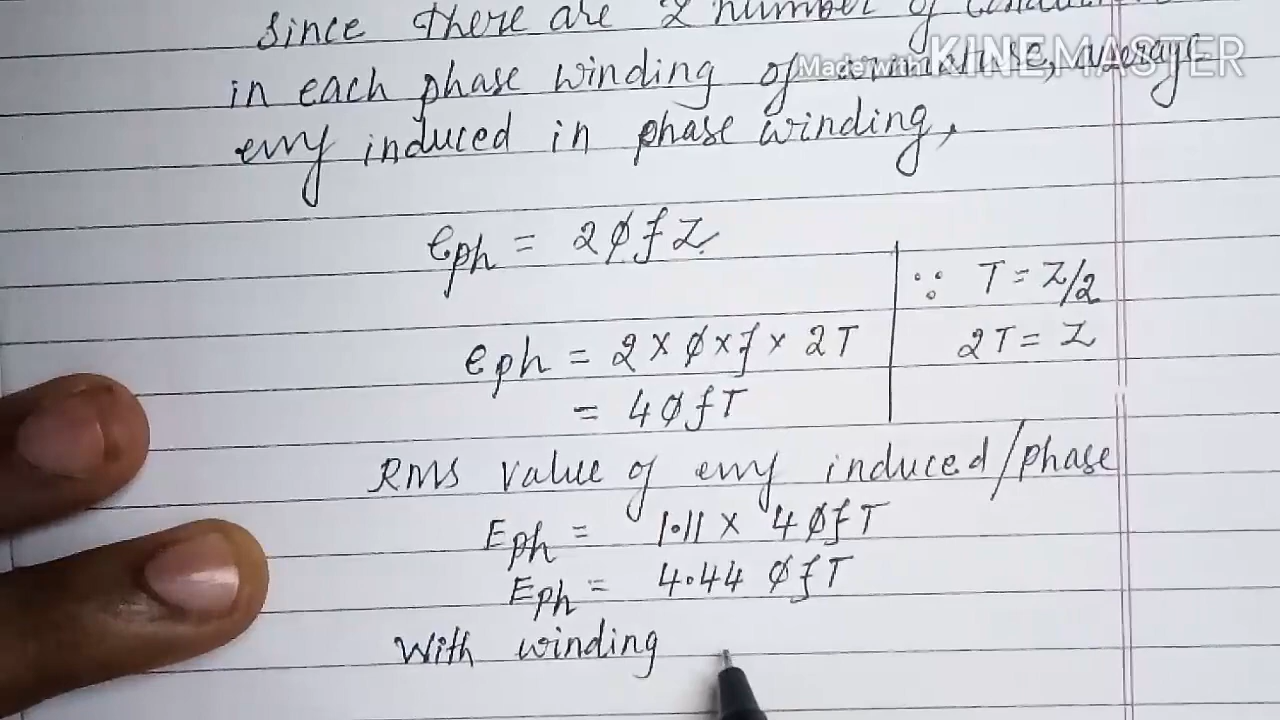 since there are Z number of
in each phase winding of armature, average
emf induced in phase winding,
Made with KINEMASTER
eph = 2ϕfZ
∵ T = Z/2
eph = 2 × ϕ × f × 2T
2T = Z
= 4ϕfT
RMS value of emf induced/phase
Eph = 1.11 × 4ϕfT
Eph = 4.44 ϕfT
With winding